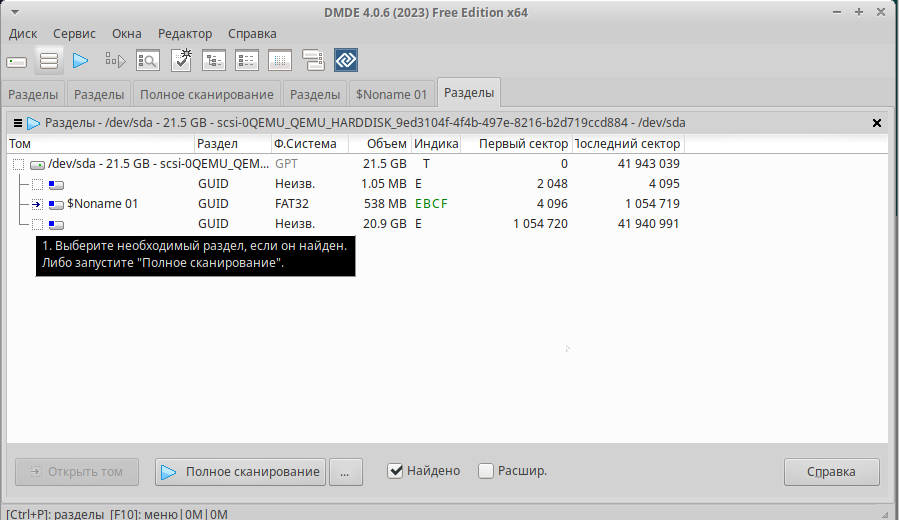 DMDE 4.0.6 (2023) Free Edition x64
Диск Сервис Окна Редактор Справка
Разделы Разделы Полное сканирование Разделы $Noname 01 Разделы
Разделы - /dev/sda - 21.5 GB - scsi-0QEMU_QEMU_HARDDISK_9ed3104f-4f4b-497e-8216-b2d719ccd884 - /dev/sda
Том Раздел Ф.Система Объем Индика Первый сектор Последний сектор
/dev/sda - 21.5 GB - scsi-0QEMU_QEM... GPT 21.5 GB T 0 41 943 039
GUID Неизв. 1.05 MB E 2 048 4 095
$Noname 01 GUID FAT32 538 MB EBCF 4 096 1 054 719
GUID Неизв. 20.9 GB E 1 054 720 41 940 991
1. Выберите необходимый раздел, если он найден.
Либо запустите "Полное сканирование".
Открыть том Полное сканирование ... Найдено Расшир. Справка
[Ctrl+P]: разделы [F10]: меню|0M|0M